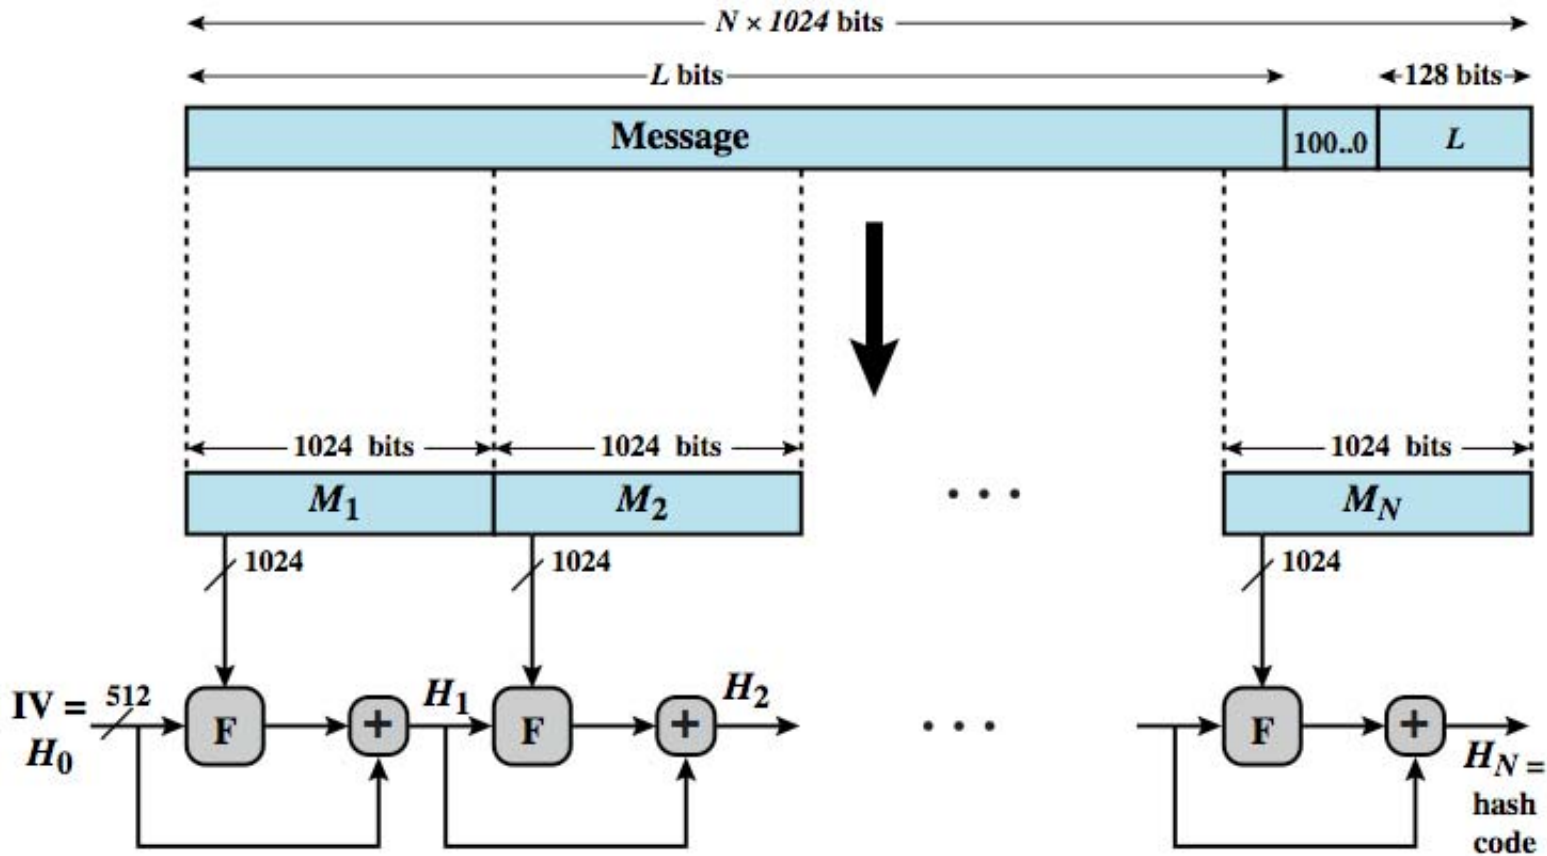 N × 1024 bits
L bits
128 bits
Message
100..0
L
1024 bits
1024 bits
1024 bits
M1
M2
. . .
MN
1024
1024
1024
IV =
H0
512
F
+
H1
F
+
H2
. . .
F
+
HN =
hash
code